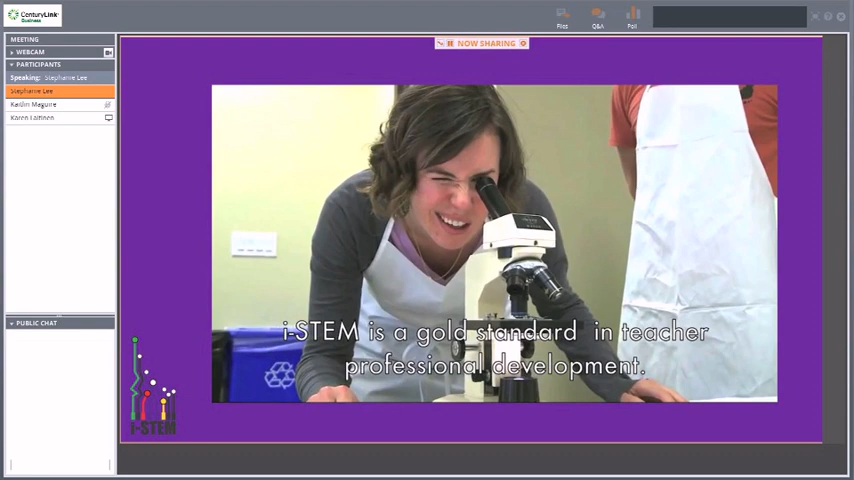 CenturyLink
Business
Files
Q&A
Poll
MEETING
WEBCAM
PARTICIPANTS
Speaking: Stephanie Lee
Stephanie Lee
Kaitlin Maguire
Karen Laitinen
NOW SHARING
i-STEM is a gold standard in teacher
professional development.
PUBLIC CHAT
i-STEM